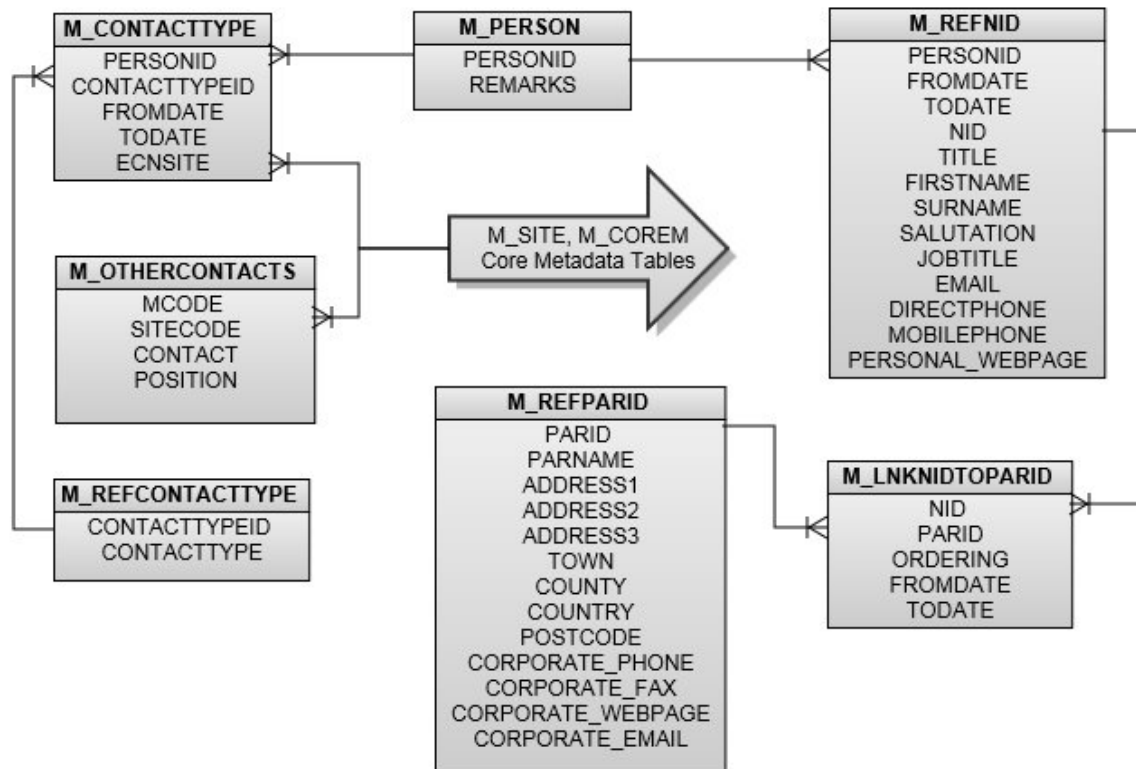 M_CONTACTTYPE
PERSONID
CONTACTTYPEID
FROMDATE
TODATE
ECNSITE
M_PERSON
PERSONID
REMARKS
M_REFNID
PERSONID
FROMDATE
TODATE
NID
TITLE
FIRSTNAME
SURNAME
SALUTATION
JOBTITLE
EMAIL
DIRECTPHONE
MOBILEPHONE
PERSONAL_WEBPAGE
M_SITE, M_COREM
Core Metadata Tables
M_OTHERCONTACTS
MCODE
SITECODE
CONTACT
POSITION
M_REFCONTACTTYPE
CONTACTTYPEID
CONTACTTYPE
M_REFPARID
PARID
PARNAME
ADDRESS1
ADDRESS2
ADDRESS3
TOWN
COUNTY
COUNTRY
POSTCODE
CORPORATE_PHONE
CORPORATE_FAX
CORPORATE_WEBPAGE
CORPORATE_EMAIL
M_LNKNIDTOPARID
NID
PARID
ORDERING
FROMDATE
TODATE